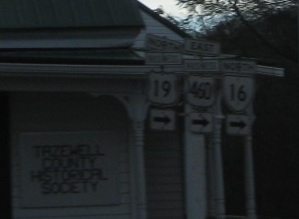 NORTH EAST NORTH
19 460 16
TAZEWELL
COUNTY
HISTORICAL
SOCIETY